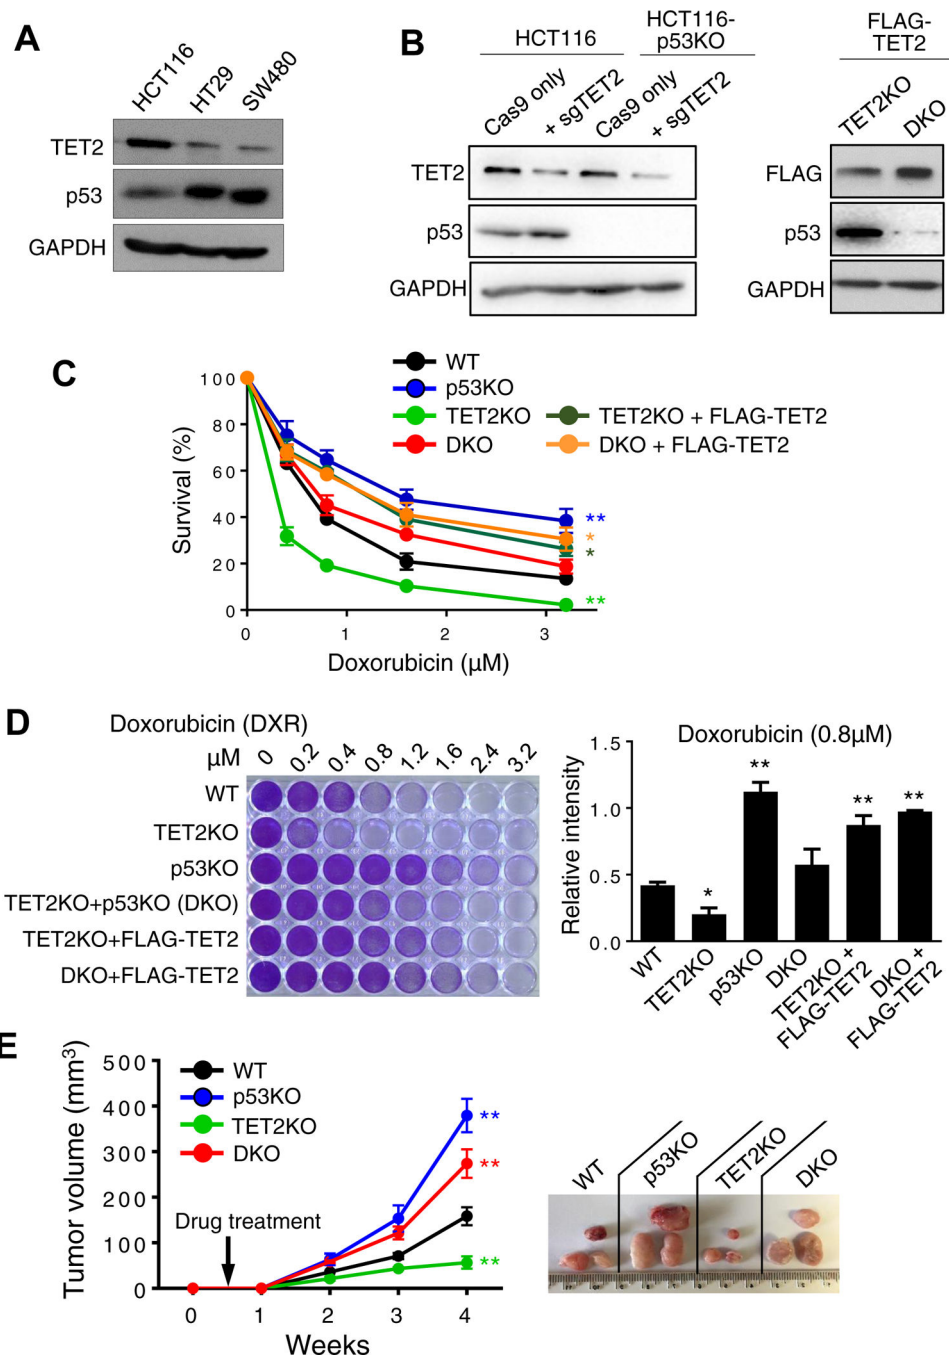 A
HCT116
HT29
SW480
TET2
p53
GAPDH
B
HCT116
HCT116-
p53KO
Cas9 only
+ sgTET2
Cas9 only
+ sgTET2
TET2
p53
GAPDH
FLAG-
TET2
TET2KO
DKO
FLAG
p53
GAPDH
C
WT
p53KO
TET2KO
DKO
TET2KO + FLAG-TET2
DKO + FLAG-TET2
Survival (%)
100
80
60
40
20
0
**
*
*
**
0 1 2 3
Doxorubicin (µM)
D
Doxorubicin (DXR)
µM 0 0.2 0.4 0.8 1.2 1.6 2.4 3.2
WT
TET2KO
p53KO
TET2KO+p53KO (DKO)
TET2KO+FLAG-TET2
DKO+FLAG-TET2
Doxorubicin (0.8µM)
Relative intensity
1.5
1.0
0.5
0.0
*
**
**
**
WT
TET2KO
p53KO
DKO
TET2KO +
FLAG-TET2
DKO +
FLAG-TET2
E
WT
p53KO
TET2KO
DKO
Tumor volume (mm³)
500
400
300
200
100
0
Drug treatment
**
**
**
0 1 2 3 4
Weeks
WT
p53KO
TET2KO
DKO